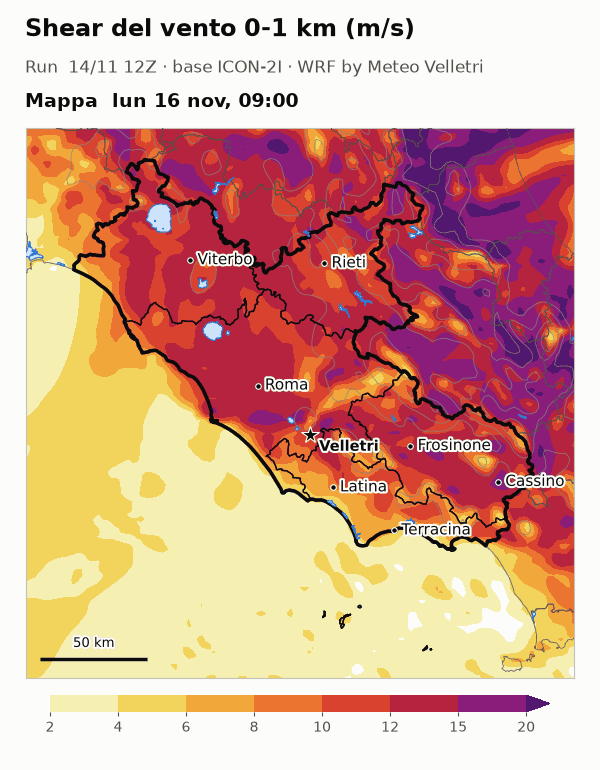 Shear del vento 0-1 km (m/s)
Run  14/11 12Z · base ICON-2I · WRF by Meteo Velletri
Mappa  lun 16 nov, 09:00
Viterbo
Rieti
Roma
Velletri
Frosinone
Cassino
Latina
Terracina
50 km
2 4 6 8 10 12 15 20